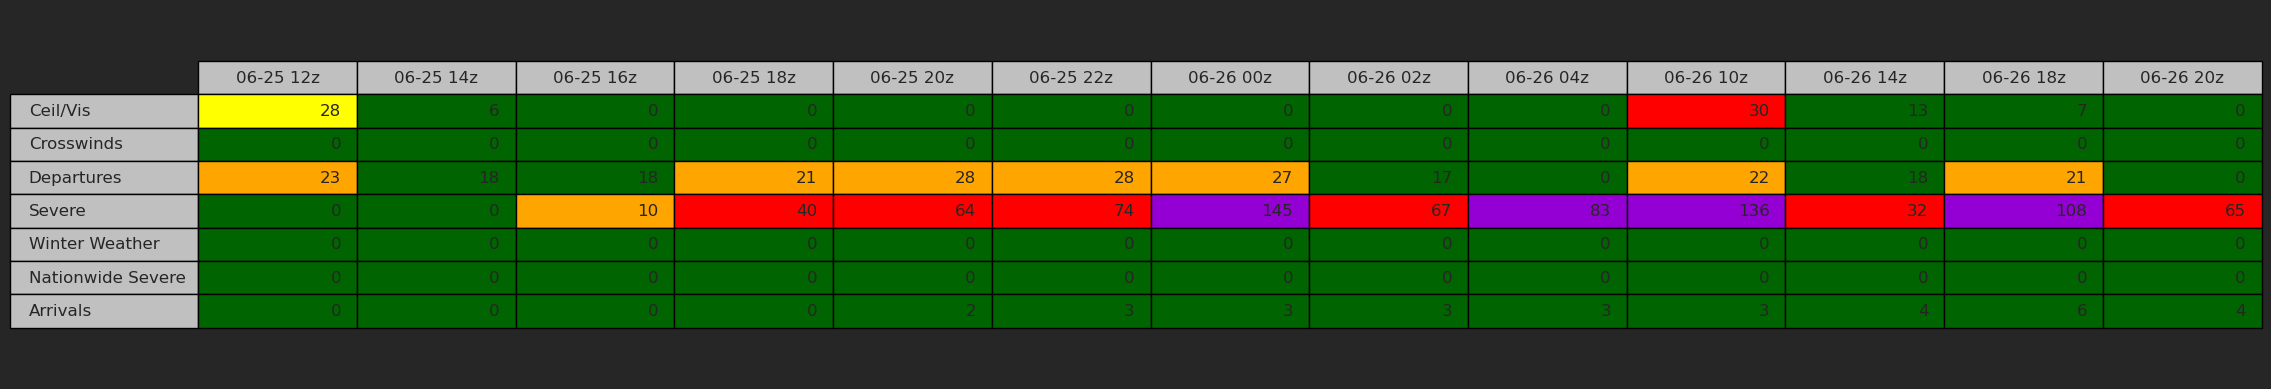 06-25 12z 06-25 14z 06-25 16z 06-25 18z 06-25 20z 06-25 22z 06-26 00z 06-26 02z 06-26 04z 06-26 10z 06-26 14z 06-26 18z 06-26 20z
Ceil/Vis 28 6 0 0 0 0 0 0 0 30 13 7 0
Crosswinds 0 0 0 0 0 0 0 0 0 0 0 0 0
Departures 23 18 18 21 28 28 27 17 0 22 18 21 0
Severe 0 0 10 40 64 74 145 67 83 136 32 108 65
Winter Weather 0 0 0 0 0 0 0 0 0 0 0 0 0
Nationwide Severe 0 0 0 0 0 0 0 0 0 0 0 0 0
Arrivals 0 0 0 0 2 3 3 3 3 3 4 6 4